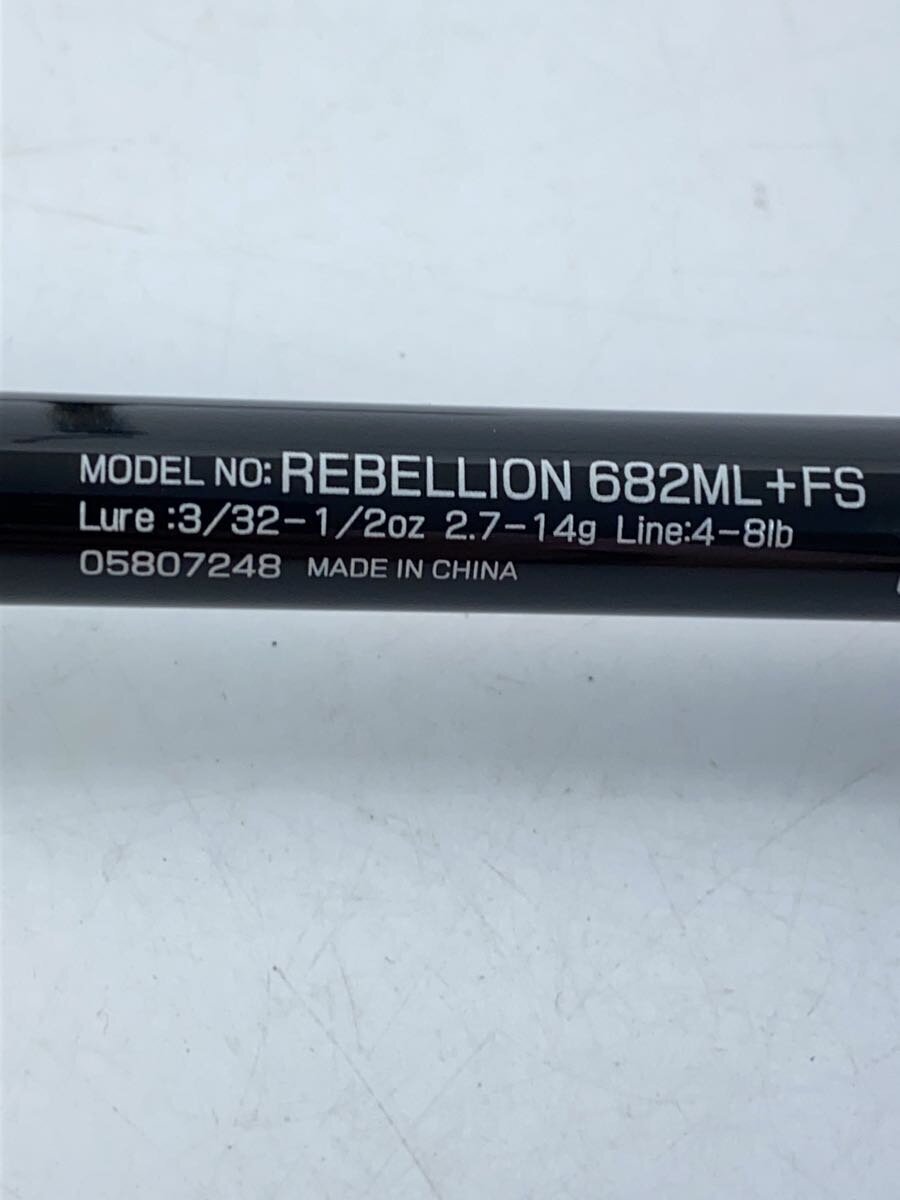 MODEL NO: REBELLION 682ML+FS
Lure :3/32-1/2oz 2.7-14g Line:4-8lb
05807248 MADE IN CHINA